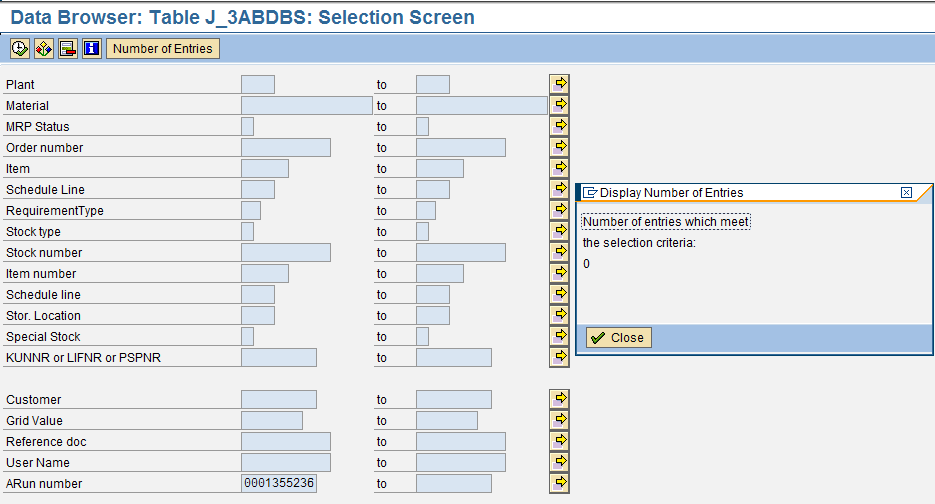 Data Browser: Table J_3ABDBS: Selection Screen
Number of Entries
Plant to
Material to
MRP Status to
Order number to
Item to
Schedule Line to
RequirementType to
Stock type to
Stock number to
Item number to
Schedule line to
Stor. Location to
Special Stock to
KUNNR or LIFNR or PSPNR to
Display Number of Entries
Number of entries which meet
the selection criteria:
0
Close
Customer to
Grid Value to
Reference doc to
User Name to
ARun number 0001355236 to